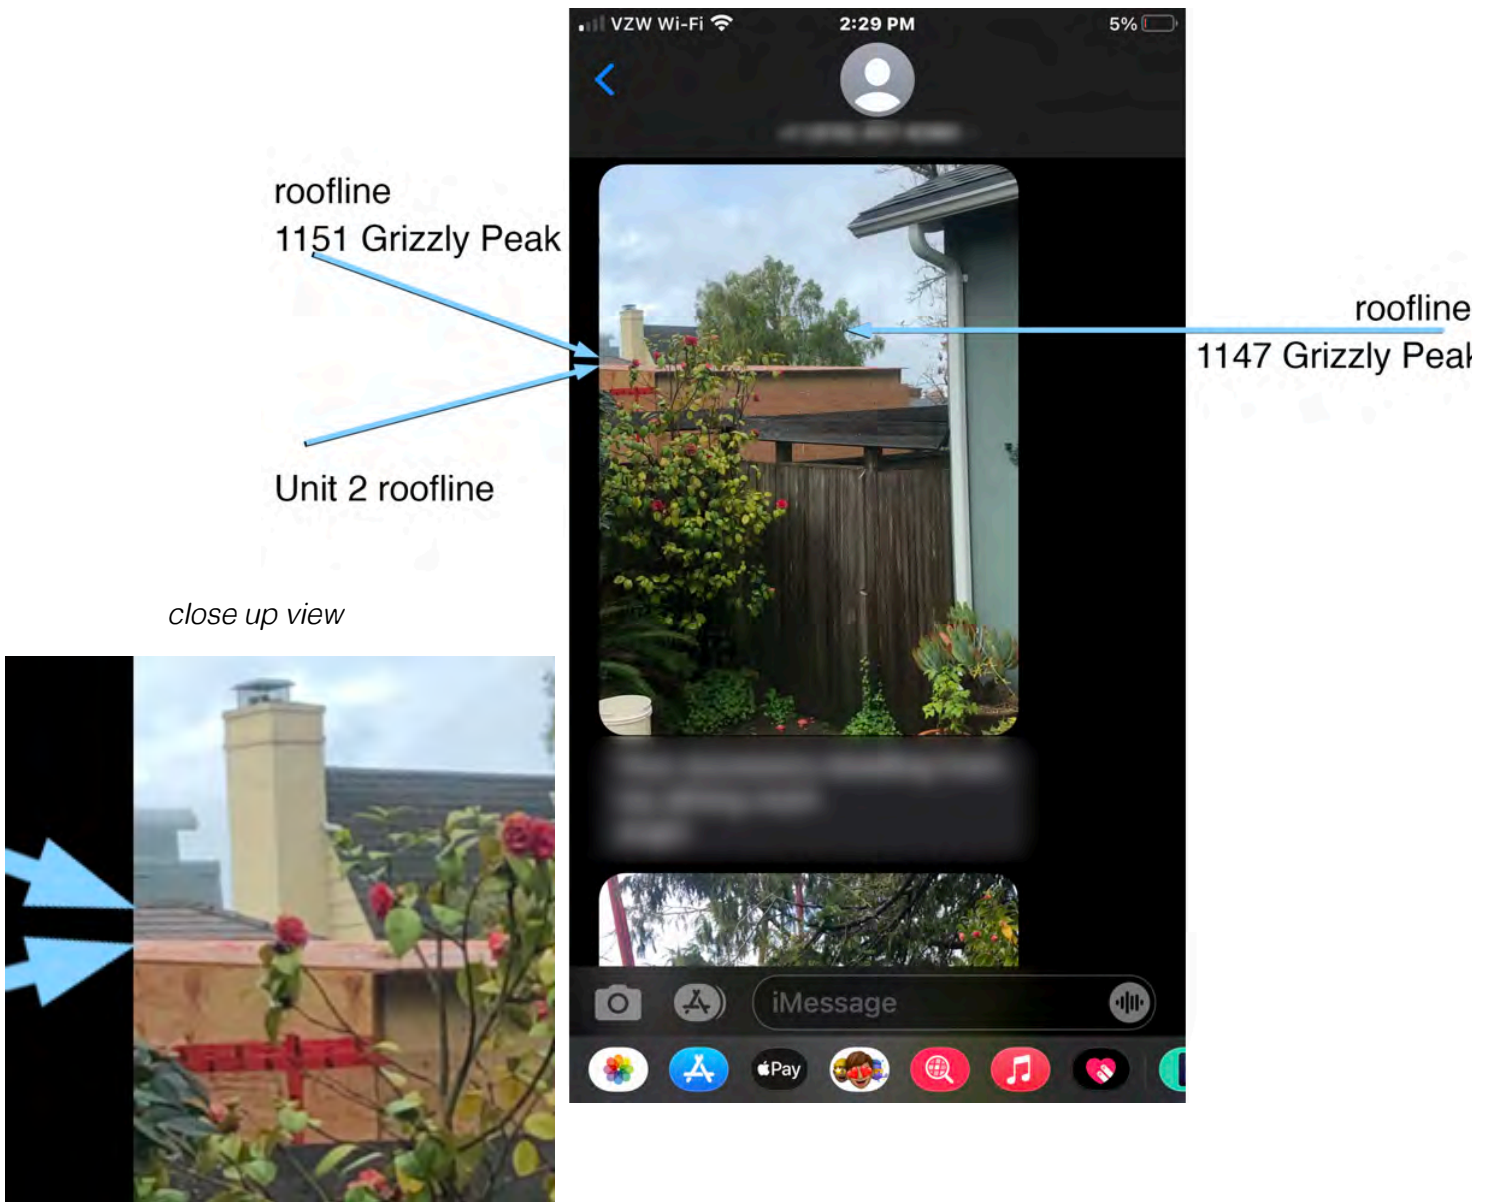 VZW Wi-Fi
2:29 PM
5%
roofline
1151 Grizzly Peak
roofline
1147 Grizzly Peak
Unit 2 roofline
close up view
iMessage
Pay